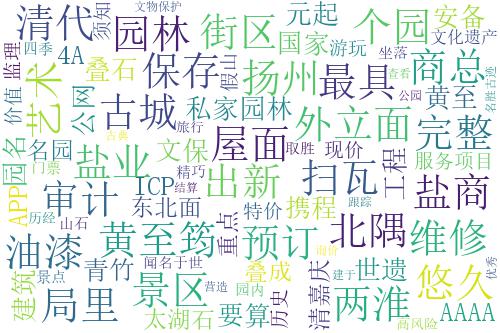 清代
园林
街区
元起
个园
文物保护
须知
监理
四季
4A
叠石
保存
国家
游玩
安备
文化遗产
假山
扬州
最具
商总
坐落
查看
名胜古迹
价值
艺术
公网
古城
私家园林
外立面
黄至
公园
园名
名园
古典
旅行
屋面
文保
取胜
现价
完整
服务项目
门票
盐业
精巧
出新
扫瓦
工程
盐商
APP
审计
ICP
结算
东北面
重点
特价
携程
跟踪
北隅
维修
历经
山石
油漆
黄至筠
预订
建筑
景点
青竹
闻名于世
叠成
世遗
悠久
优秀
局里
景区
营造
园内
历史
清嘉庆
两淮
建于
AAAA
太湖石
要算
高风险